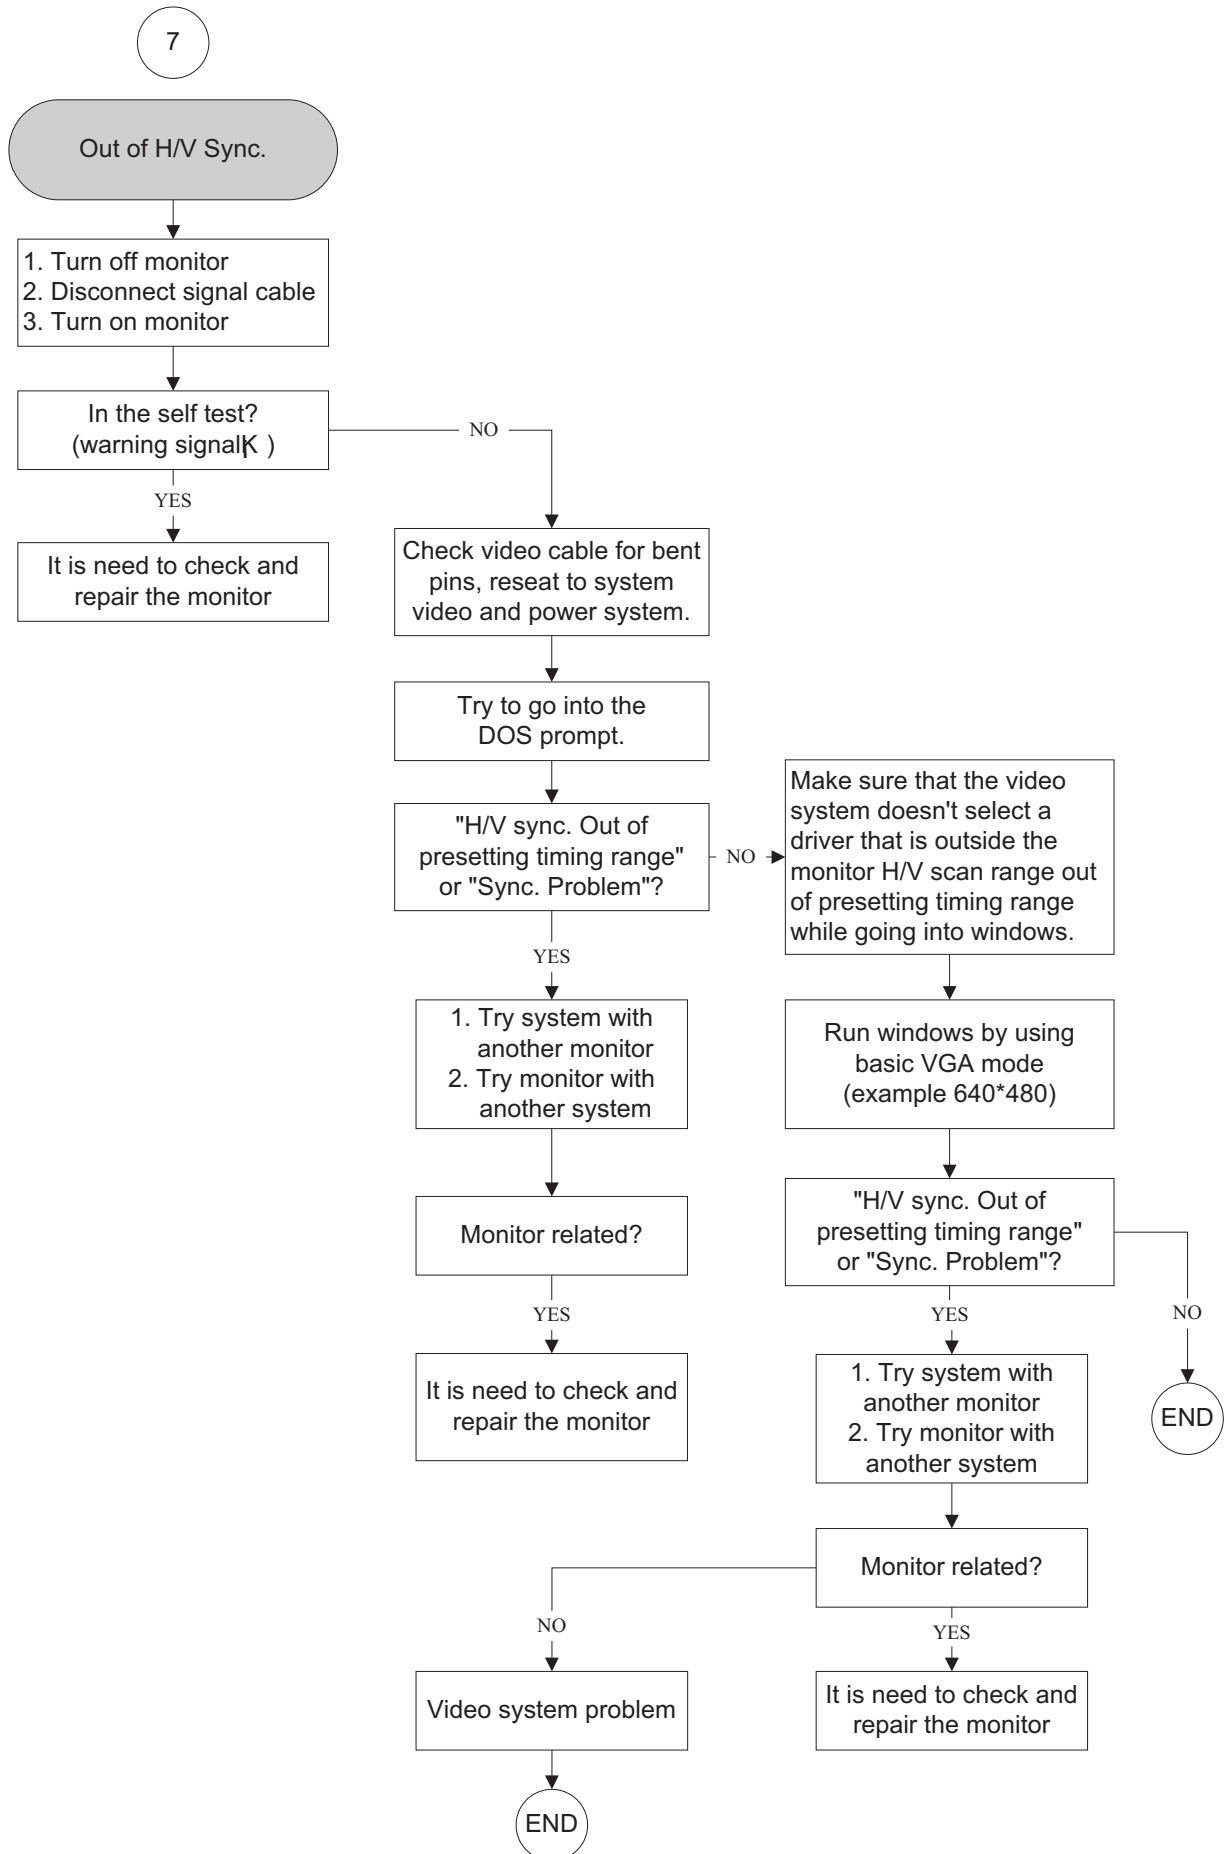 7
Out of H/V Sync.
1. Turn off monitor
2. Disconnect signal cable
3. Turn on monitor
In the self test?
(warning signal )
NO
YES
It is need to check and
repair the monitor
Check video cable for bent
pins, reseat to system
video and power system.
Try to go into the
DOS prompt.
"H/V sync. Out of
presetting timing range"
or "Sync. Problem"?
NO
Make sure that the video
system doesn't select a
driver that is outside the
monitor H/V scan range out
of presetting timing range
while going into windows.
YES
1. Try system with
another monitor
2. Try monitor with
another system
Run windows by using
basic VGA mode
(example 640*480)
Monitor related?
"H/V sync. Out of
presetting timing range"
or "Sync. Problem"?
YES
YES
NO
It is need to check and
repair the monitor
1. Try system with
another monitor
2. Try monitor with
another system
END
Monitor related?
NO
YES
Video system problem
It is need to check and
repair the monitor
END